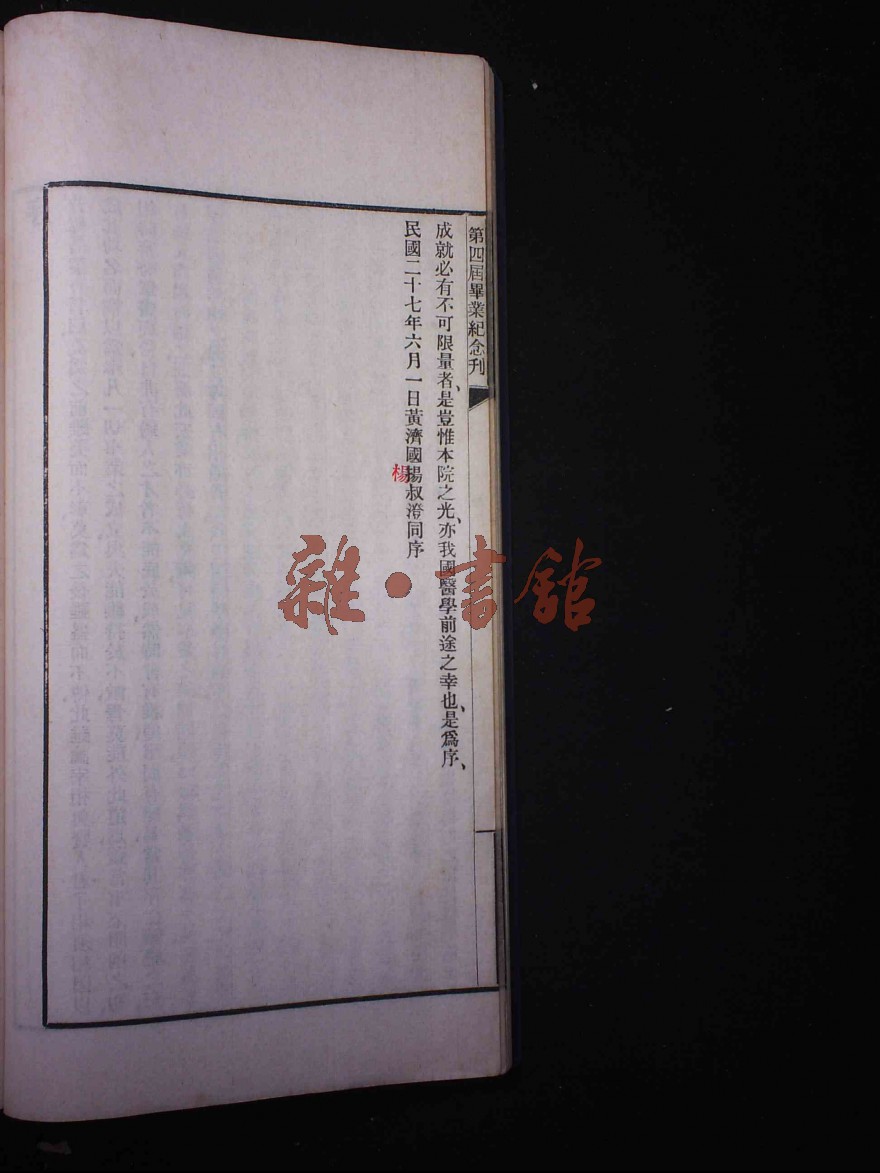 第四屆畢業紀念刊
成就必有不可限量者、是豈惟本院之光、亦我國醫學前途之幸也、是爲序、
民國二十七年六月一日黃濟國揚叔澄同序
楊
雜·書館